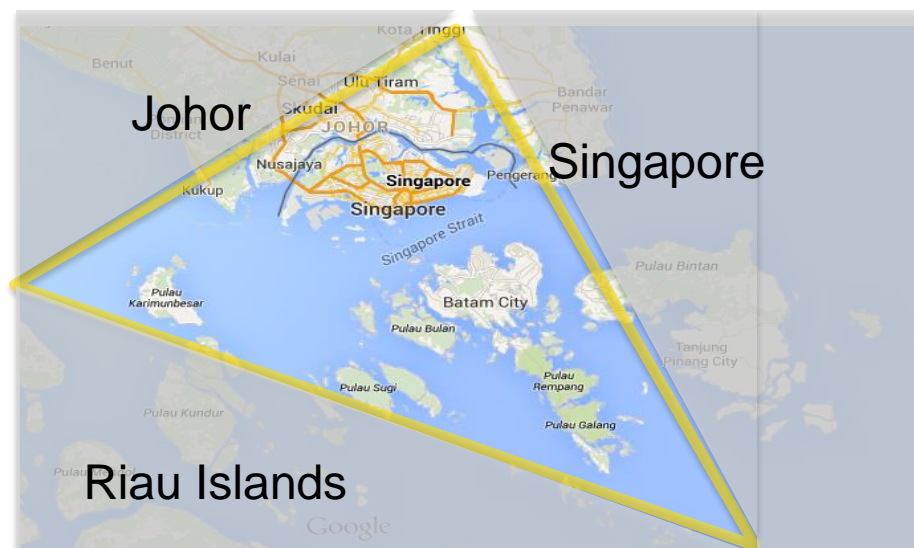 Kota Tinggi
Benut
Kulai
Senai
Ulu Tiram
Bandar
Penawar
Johor
Skudai
District
JOHOR
Singapore
Nusajaya
Pengerang
Kukup
Singapore
Singapore
Singapore Strait
Pulau Bintan
Pulau
Karimunbesar
Batam City
Pulau Bulan
Tanjung
Pinang City
Pulau Sugi
Pulau
Rempang
Pulau Kundur
Pulau Galang
Pulau
Riau Islands
Google